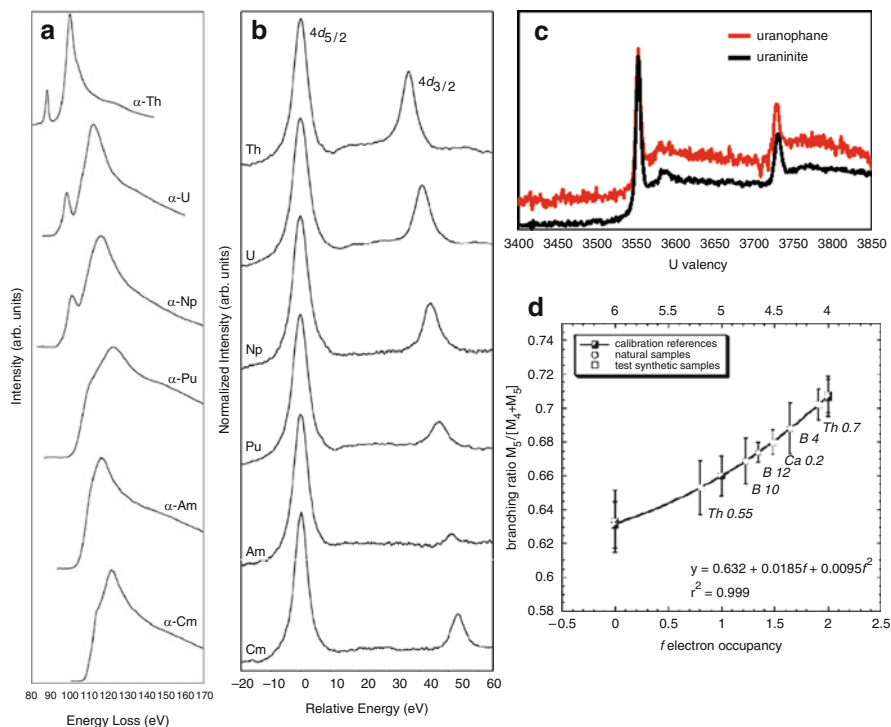 a
Intensity (arb. units)
α-Th
α-U
α-Np
α-Pu
α-Am
α-Cm
80 90 100 110 120 130 140 150 160 170
Energy Loss (eV)
b
Normalized Intensity (arb. units)
4d5/2
4d3/2
Th
U
Np
Pu
Am
Cm
−20 −10 0 10 20 30 40 50 60
Relative Energy (eV)
c
uranophane
uraninite
3400 3450 3500 3550 3600 3650 3700 3750 3800 3850
U valency
d
6 5.5 5 4.5 4
branching ratio M5/[M4+M5]
0.74
0.72
0.7
0.68
0.66
0.64
0.62
0.6
0.58
calibration references
natural samples
test synthetic samples
Th 0.7
B 4
Ca 0.2
B 12
B 10
Th 0.55
y = 0.632 + 0.0185f + 0.0095f²
r² = 0.999
−0.5 0 0.5 1 1.5 2 2.5
f electron occupancy